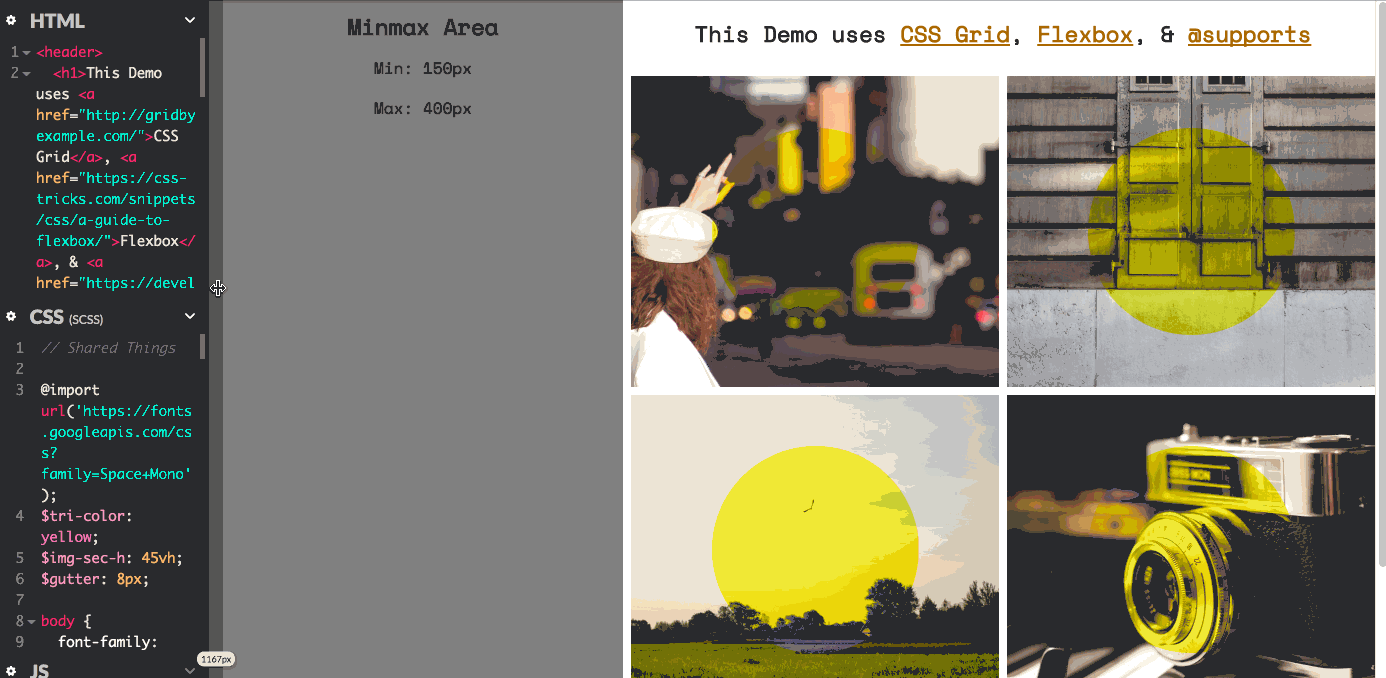 HTML
1 <header>
2 <h1>This Demo
uses <a
href="http://gridby
example.com/">CSS
Grid</a>, <a
href="https://css-
tricks.com/snippets
/css/a-guide-to-
flexbox/">Flexbox</
a>, & <a
href="https://devel
CSS (SCSS)
1 // Shared Things
2
3 @import
url('https://fonts
.googleapis.com/cs
s?
family=Space+Mono'
);
4 $tri-color:
yellow;
5 $img-sec-h: 45vh;
6 $gutter: 8px;
7
8 body {
9 font-family:
JS
1167px
Minmax Area
Min: 150px
Max: 400px
This Demo uses CSS Grid, Flexbox, & @supports